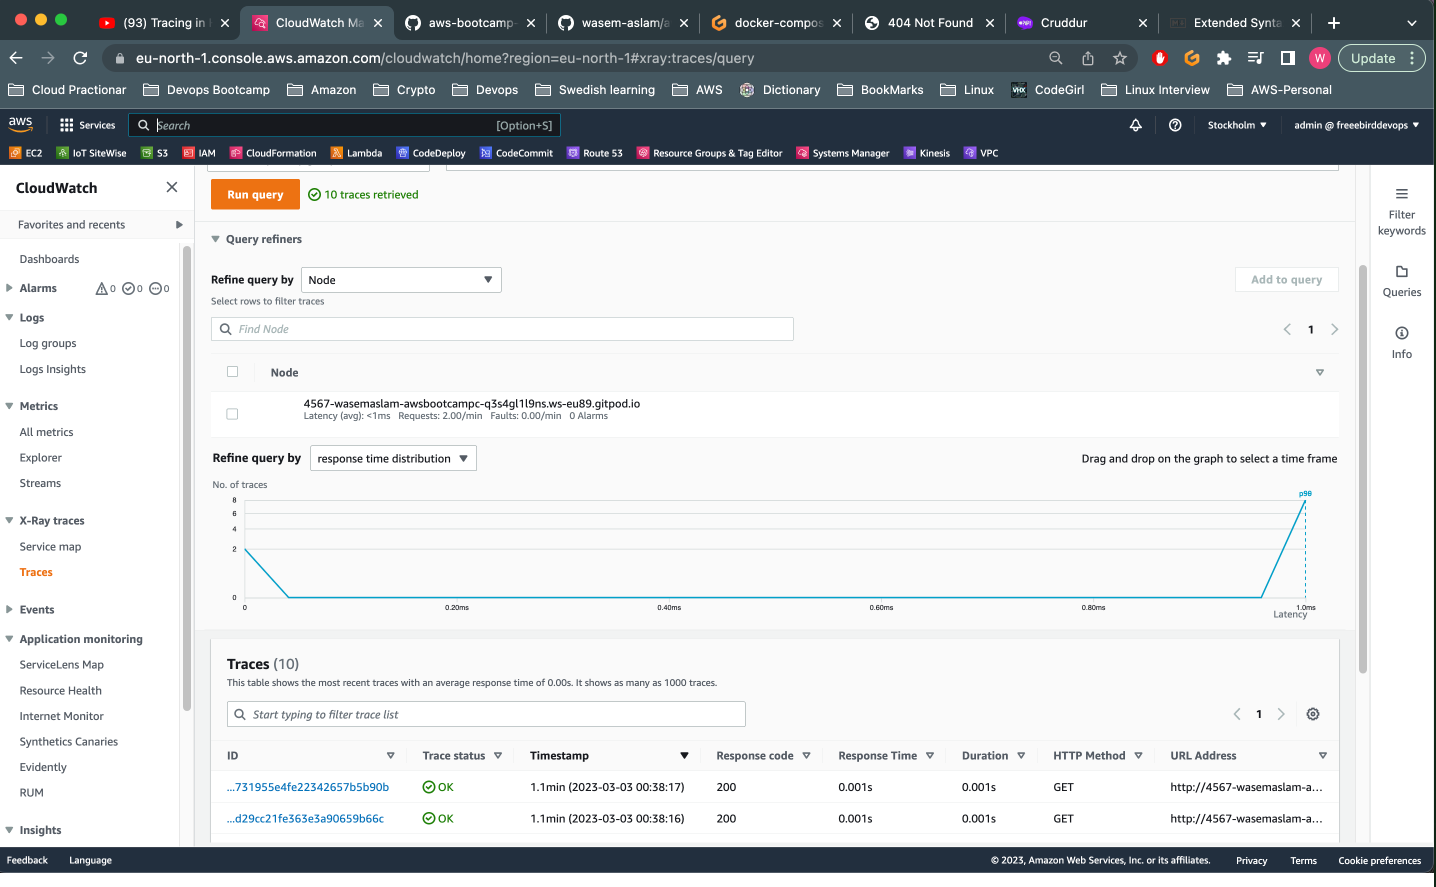 (93) Tracing in
CloudWatch Ma
aws-bootcamp-
wasem-aslam/a
docker-compos
404 Not Found
Cruddur
Extended Synta
eu-north-1.console.aws.amazon.com/cloudwatch/home?region=eu-north-1#xray:traces/query
W
Update
Cloud Practionar
Devops Bootcamp
Amazon
Crypto
Devops
Swedish learning
AWS
Dictionary
BookMarks
Linux
CodeGirl
Linux Interview
AWS-Personal
aws
Services
Search
[Option+S]
Stockholm
admin @ freeebirddevops
EC2
IoT SiteWise
S3
IAM
CloudFormation
Lambda
CodeDeploy
CodeCommit
Route 53
Resource Groups & Tag Editor
Systems Manager
Kinesis
VPC
CloudWatch
Favorites and recents
Dashboards
Alarms
0
0
0
Logs
Log groups
Logs Insights
Metrics
All metrics
Explorer
Streams
X-Ray traces
Service map
Traces
Events
Application monitoring
ServiceLens Map
Resource Health
Internet Monitor
Synthetics Canaries
Evidently
RUM
Insights
Run query
10 traces retrieved
Query refiners
Refine query by
Node
Add to query
Select rows to filter traces
Find Node
1
Node
4567-wasemaslam-awsbootcampc-q3s4gl1l9ns.ws-eu89.gitpod.io
Latency (avg): <1ms Requests: 2.00/min Faults: 0.00/min 0 Alarms
Refine query by
response time distribution
Drag and drop on the graph to select a time frame
No. of traces
8
6
4
2
0
p90
0
0.20ms
0.40ms
0.60ms
0.80ms
1.0ms
Latency
Traces (10)
This table shows the most recent traces with an average response time of 0.00s. It shows as many as 1000 traces.
Start typing to filter trace list
1
ID
Trace status
Timestamp
Response code
Response Time
Duration
HTTP Method
URL Address
...731955e4fe22342657b5b90b
OK
1.1min (2023-03-03 00:38:17)
200
0.001s
0.001s
GET
http://4567-wasemaslam-a...
...d29cc21fe363e3a90659b66c
OK
1.1min (2023-03-03 00:38:16)
200
0.001s
0.001s
GET
http://4567-wasemaslam-a...
Filter
keywords
Queries
Info
Feedback
Language
© 2023, Amazon Web Services, Inc. or its affiliates.
Privacy
Terms
Cookie preferences